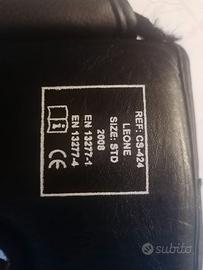 REF: CS-424
LEONE
SIZE: STD
2008
EN 13277-1
EN 13277-4
CE
subito